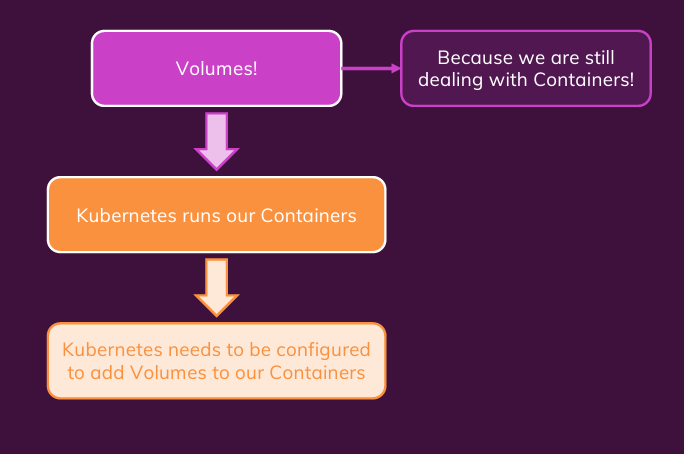 Volumes!
Because we are still
dealing with Containers!
Kubernetes runs our Containers
Kubernetes needs to be configured
to add Volumes to our Containers